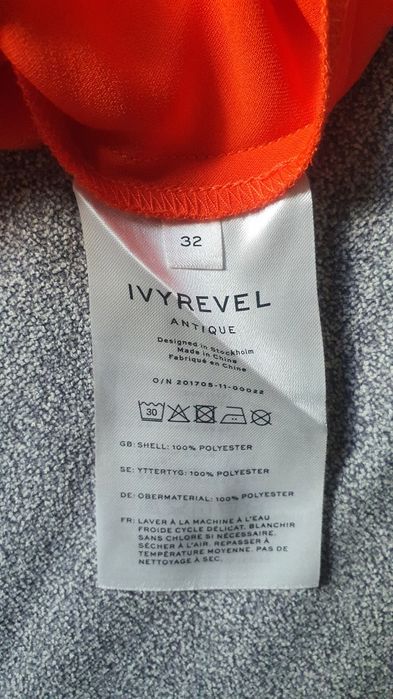 32
IVYREVEL
ANTIQUE
Designed in Stockholm
Made in China
Fabriqué en Chine
O/N 201705-11-09022
30
GB: SHELL: 100% POLYESTER
SE: YTTERTYG: 100% POLYESTER
DE: OBERMATERIAL: 100% POLYESTER
FR: LAVER À LA MACHINE À L'EAU
FROIDE CYCLE DÉLICAT. BLANCHIR
SANS CHLORE SI NÉCESSAIRE.
SÉCHER À L'AIR. REPASSER À
TEMPÉRATURE MOYENNE. PAS DE
NETTOYAGE À SEC.